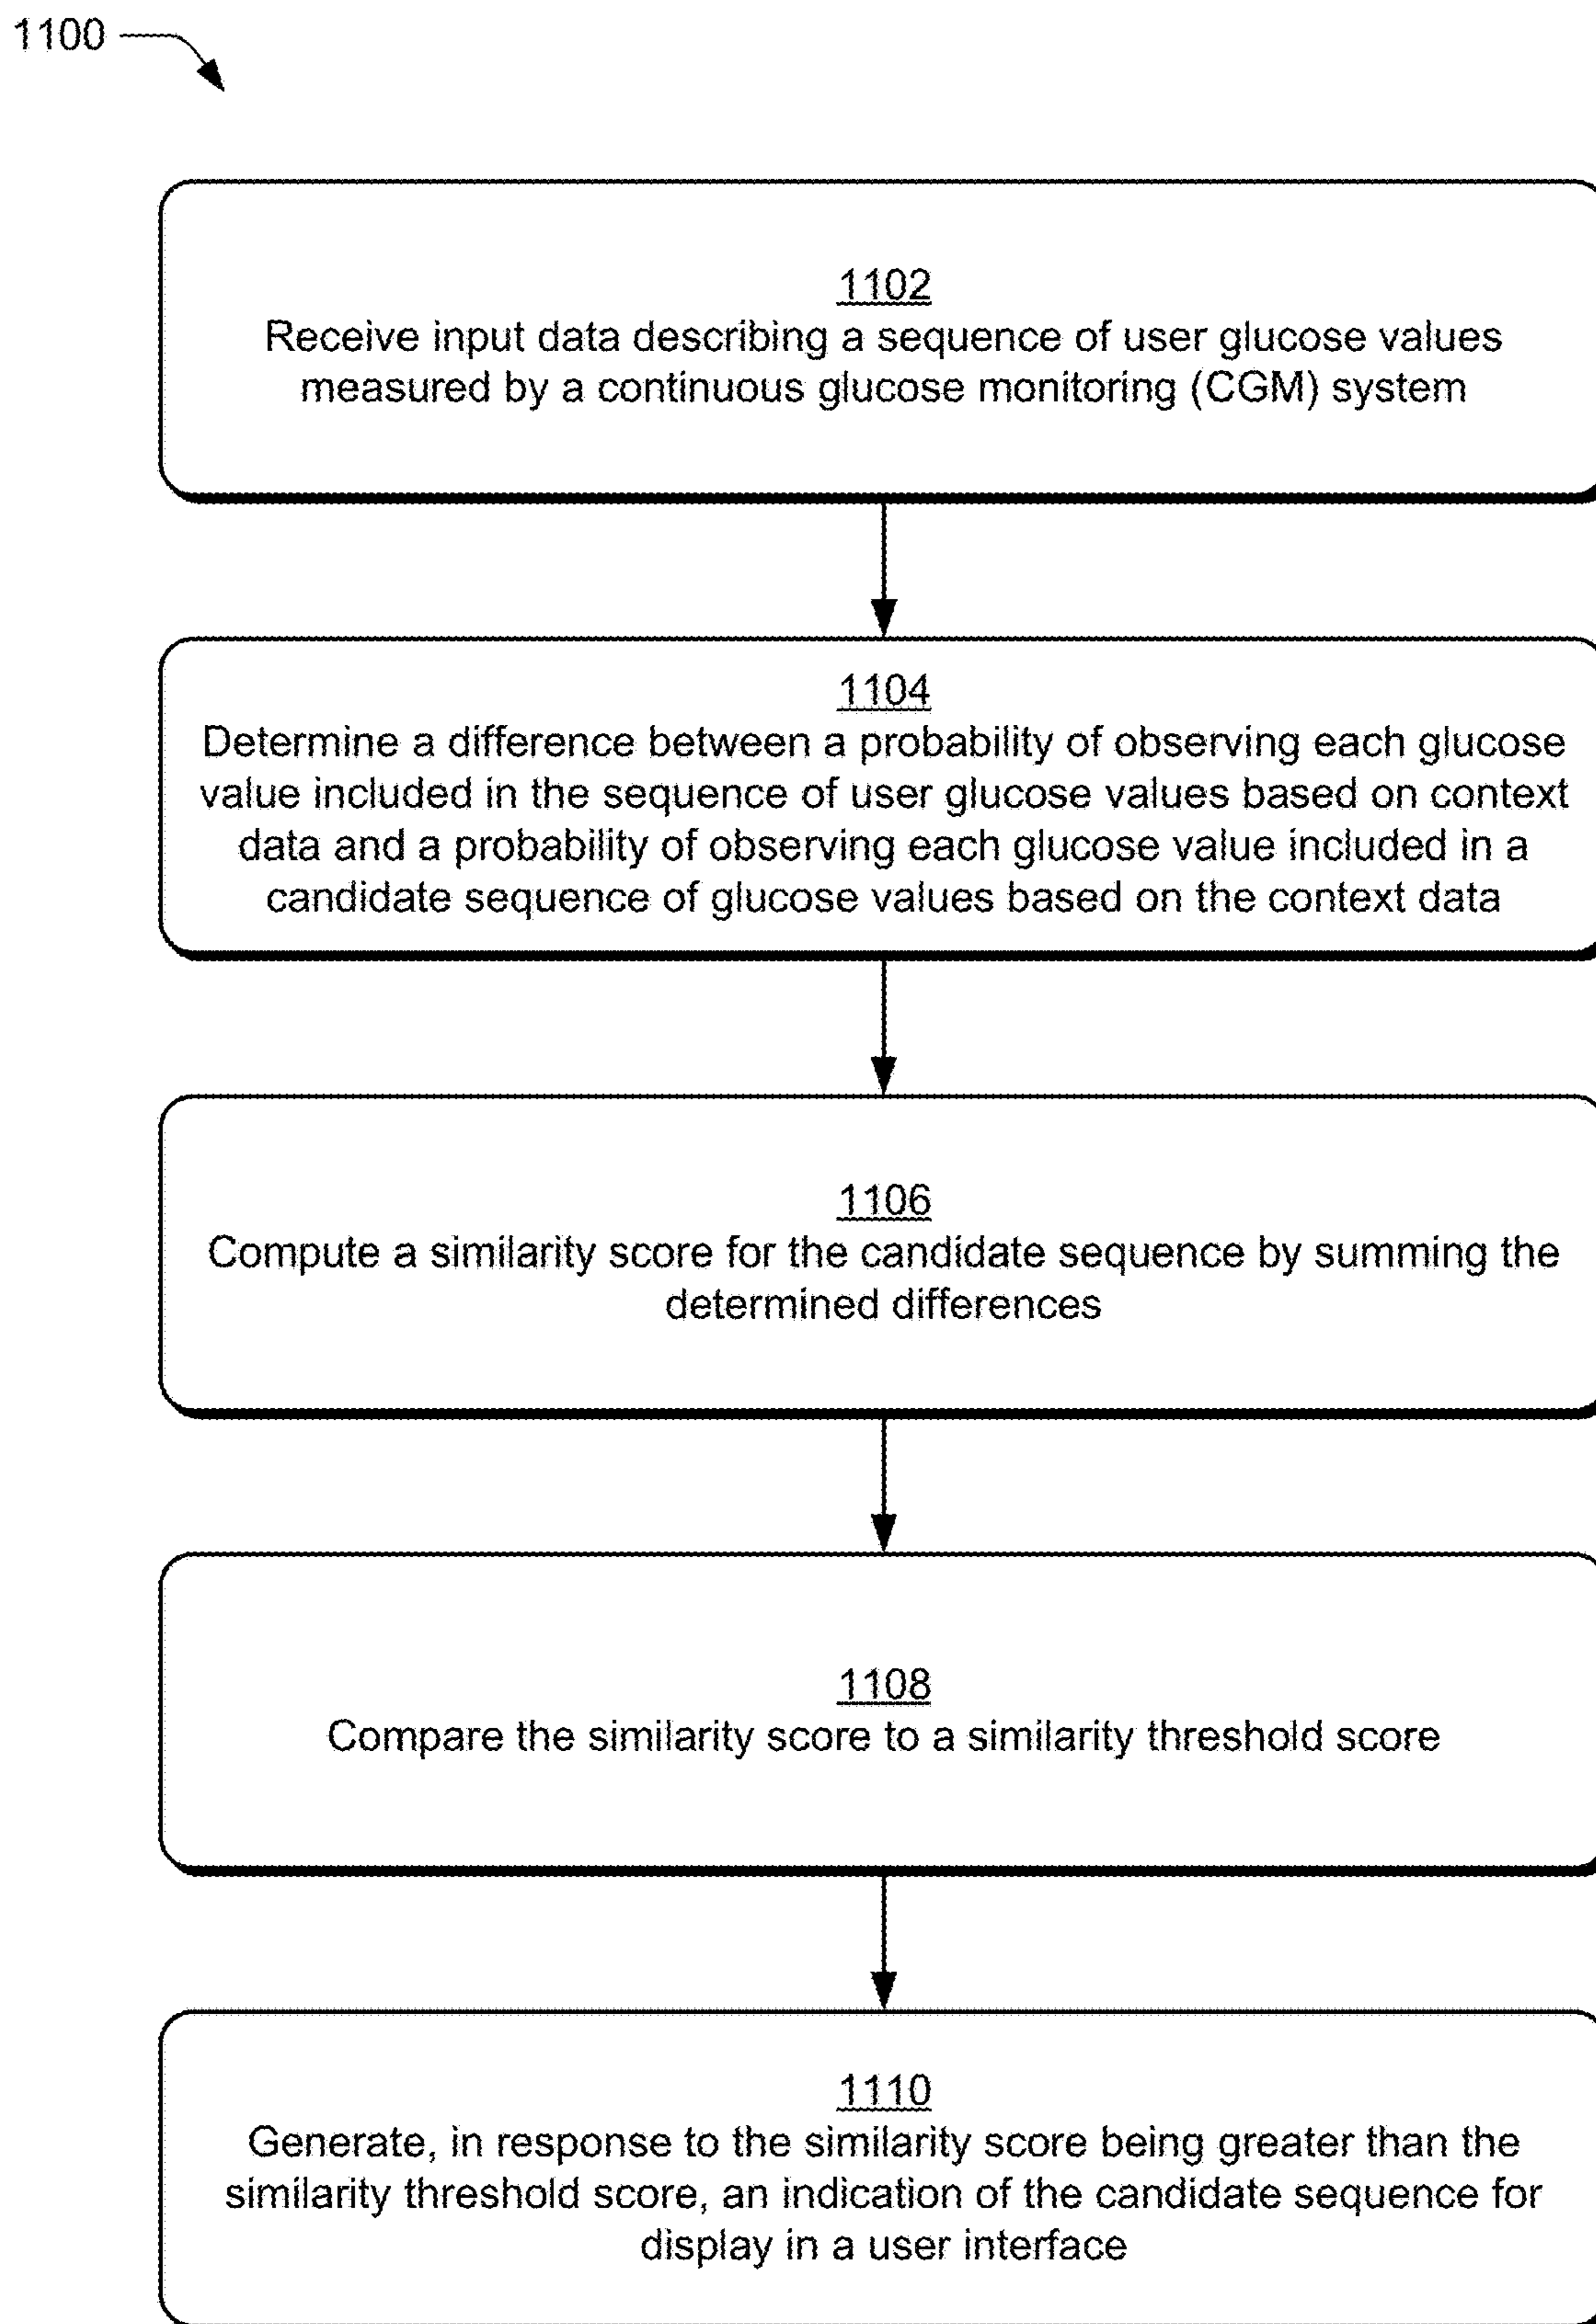 1100
1102
Receive input data describing a sequence of user glucose values
measured by a continuous glucose monitoring (CGM) system
1104
Determine a difference between a probability of observing each glucose
value included in the sequence of user glucose values based on context
data and a probability of observing each glucose value included in a
candidate sequence of glucose values based on the context data
1106
Compute a similarity score for the candidate sequence by summing the
determined differences
1108
Compare the similarity score to a similarity threshold score
1110
Generate, in response to the similarity score being greater than the
similarity threshold score, an indication of the candidate sequence for
display in a user interface